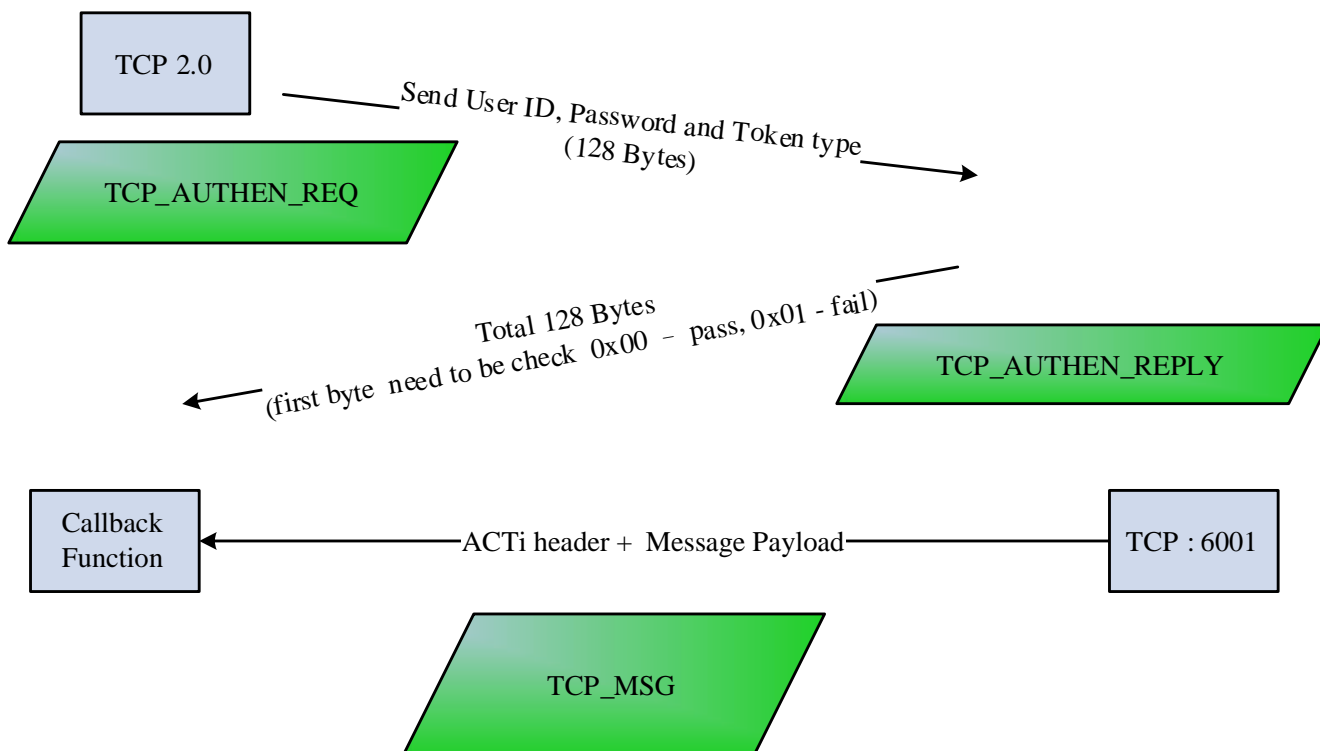 TCP 2.0
Send User ID, Password and Token type
(128 Bytes)
TCP_AUTHEN_REQ
Total 128 Bytes
(first byte need to be check 0x00 – pass, 0x01 - fail)
TCP_AUTHEN_REPLY
Callback
Function
ACTi header + Message Payload
TCP : 6001
TCP_MSG